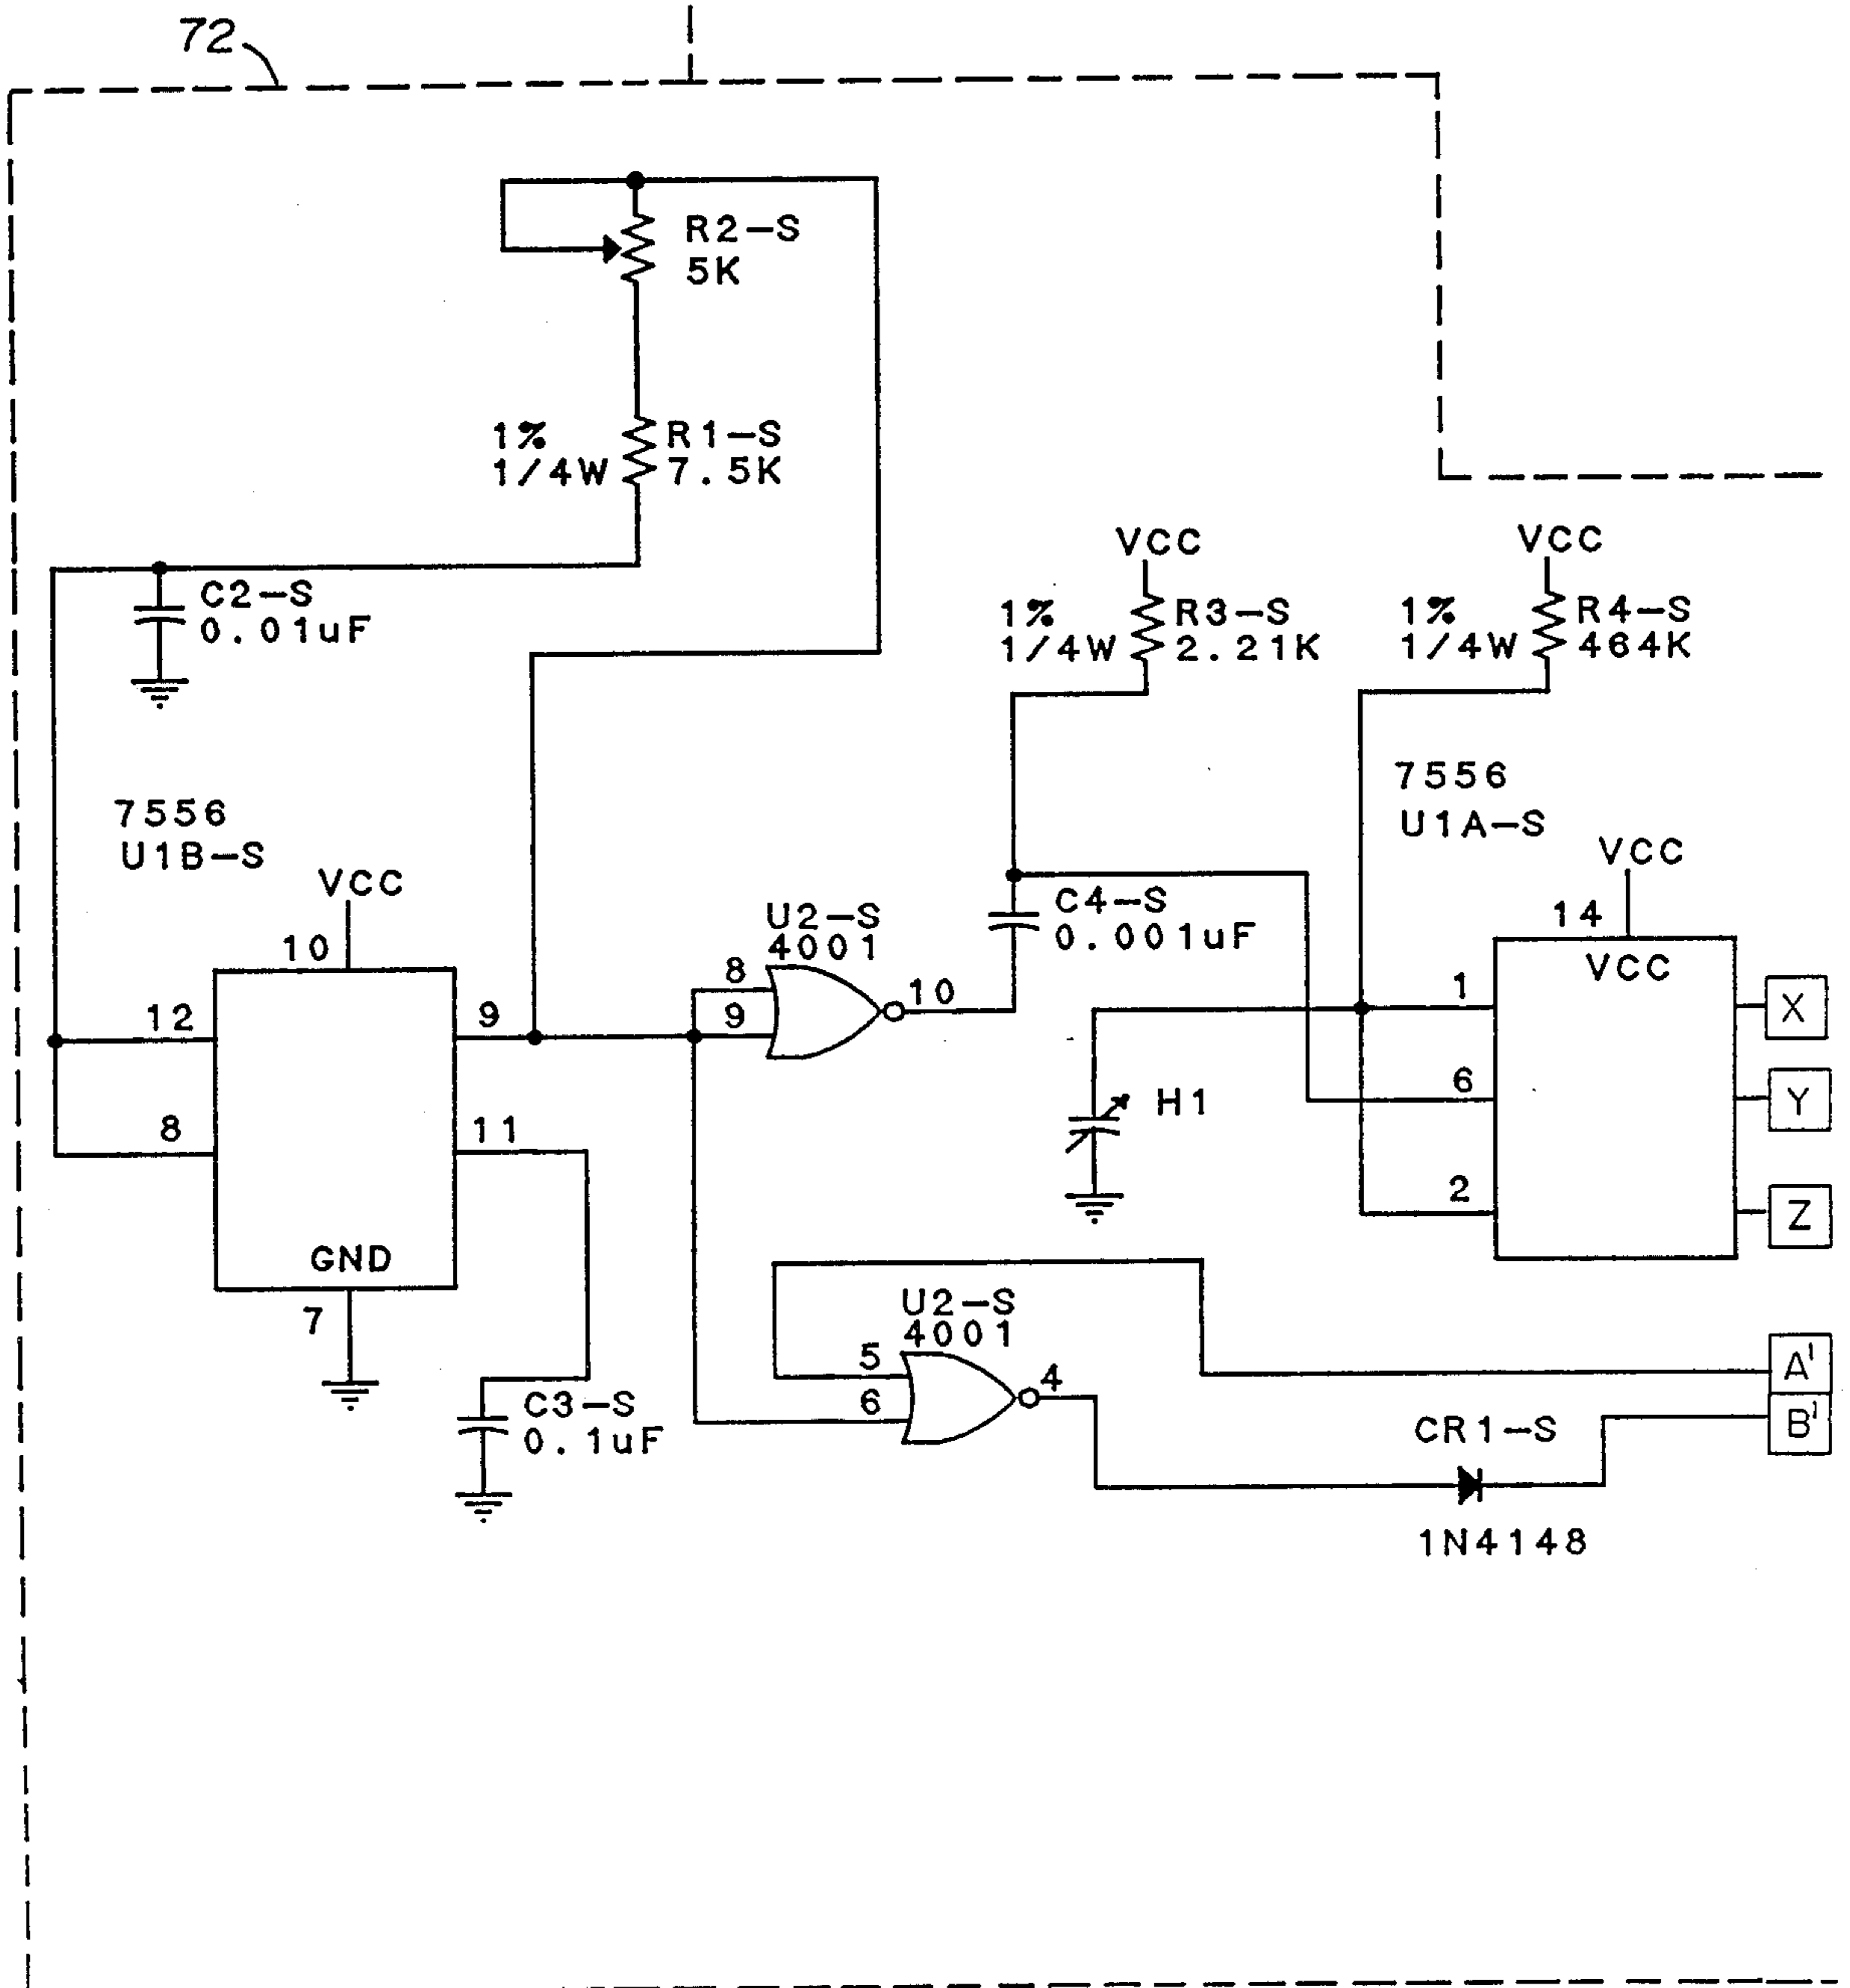 72
R2-S
5K
1%
1/4W
R1-S
7.5K
C2-S
0.01uF
VCC
1%
1/4W
R3-S
2.21K
VCC
1%
1/4W
R4-S
464K
7556
U1B-S
VCC
10
12
8
9
11
GND
7
C3-S
0.1uF
U2-S
4001
8
9
10
C4-S
0.001uF
7556
U1A-S
VCC
14
VCC
1
6
2
X
Y
Z
H1
U2-S
4001
5
6
4
A'
B'
CR1-S
1N4148